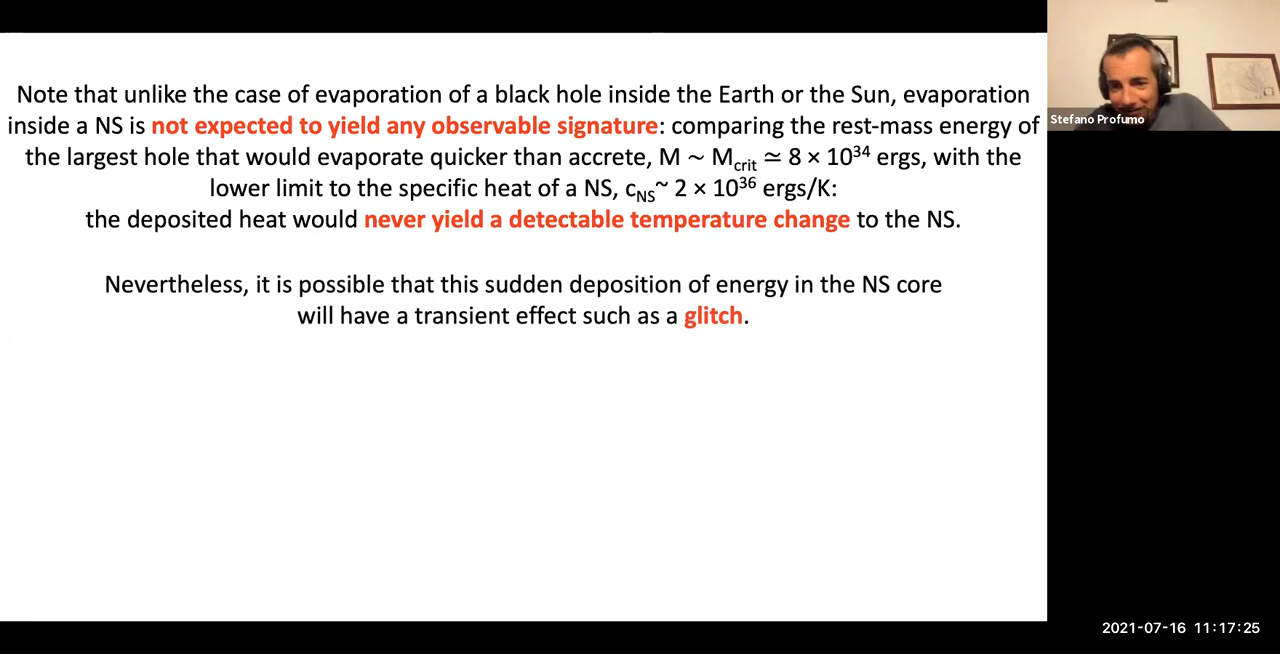 Note that unlike the case of evaporation of a black hole inside the Earth or the Sun, evaporation
inside a NS is not expected to yield any observable signature: comparing the rest-mass energy of
the largest hole that would evaporate quicker than accrete, M ~ Mcrit ≃ 8 × 10³⁴ ergs, with the
lower limit to the specific heat of a NS, cNS~ 2 × 10³⁶ ergs/K:
the deposited heat would never yield a detectable temperature change to the NS.
Nevertheless, it is possible that this sudden deposition of energy in the NS core
will have a transient effect such as a glitch.
Stefano Profumo
2021-07-16 11:17:25